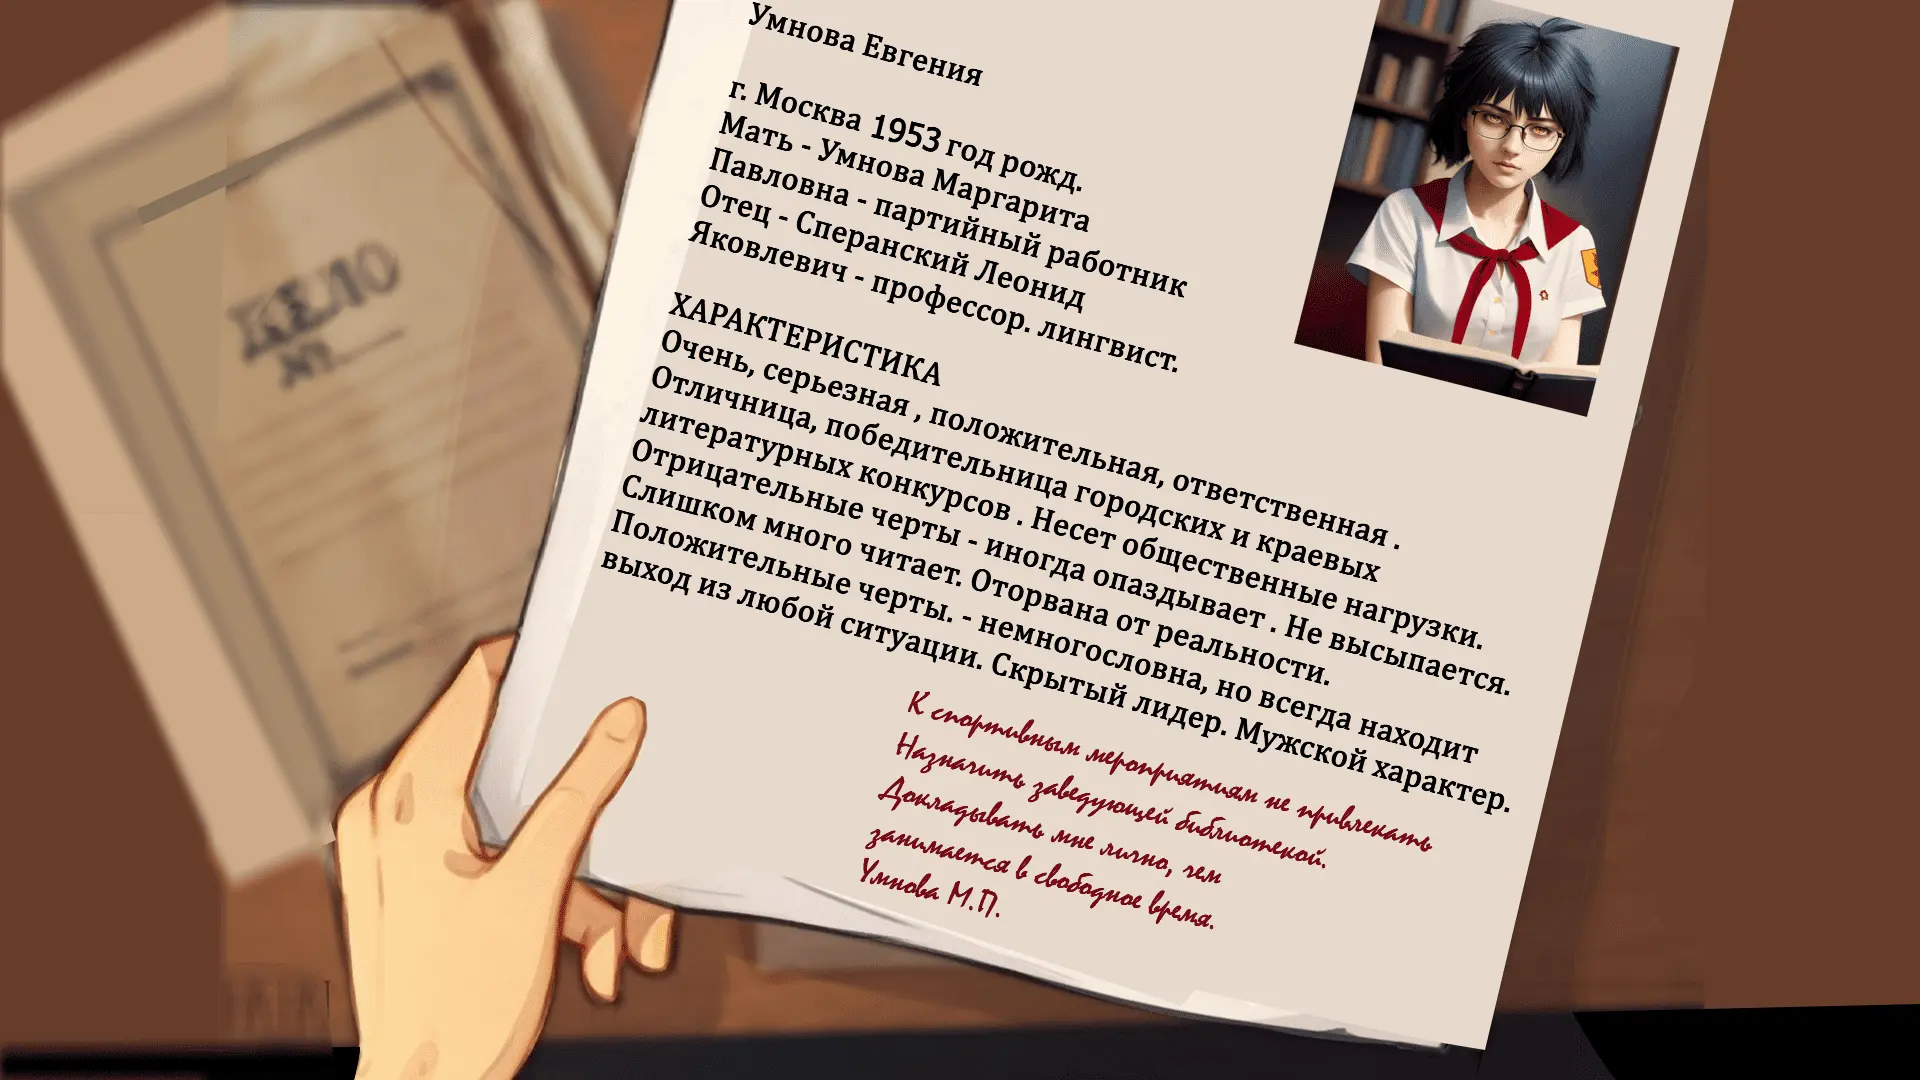 Умнова Евгения
г. Москва 1953 год рожд.
Мать - Умнова Маргарита
Павловна - партийный работник
Отец - Сперанский Леонид
Яковлевич - профессор. лингвист.
ХАРАКТЕРИСТИКА
Очень, серьезная , положительная, ответственная .
Отличница, победительница городских и краевых
литературных конкурсов . Несет общественные нагрузки.
Отрицательные черты - иногда опаздывает . Не высыпается.
Слишком много читает. Оторвана от реальности.
Положительные черты. - немногословна, но всегда находит
выход из любой ситуации. Скрытый лидер. Мужской характер.
К спортивным мероприятиям не привлекать
Назначить заведующей библиотекой.
Докладывать мне лично, чем
занимается в свободное время.
Умнова М.П.
ДЕЛО
№